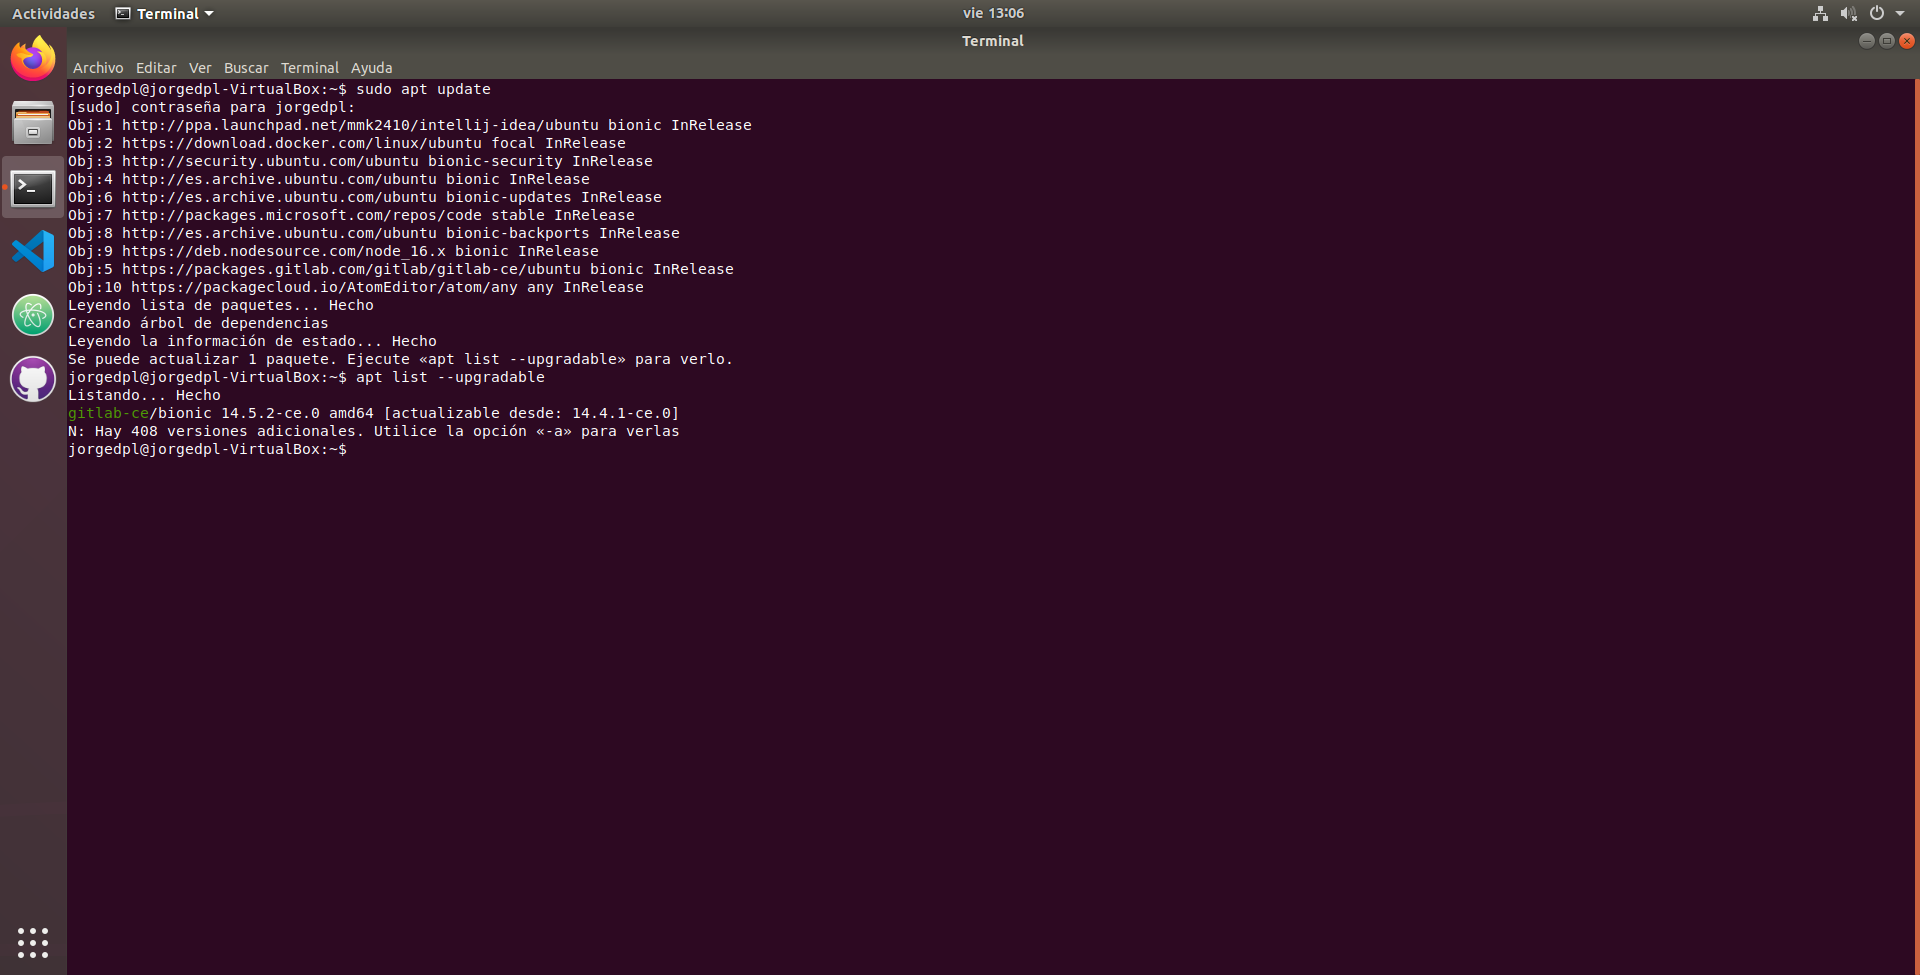 Actividades Terminal vie 13:06
Terminal
Archivo Editar Ver Buscar Terminal Ayuda
jorgedpl@jorgedpl-VirtualBox:~$ sudo apt update
[sudo] contraseña para jorgedpl:
Obj:1 http://ppa.launchpad.net/mmk2410/intellij-idea/ubuntu bionic InRelease
Obj:2 https://download.docker.com/linux/ubuntu focal InRelease
Obj:3 http://security.ubuntu.com/ubuntu bionic-security InRelease
Obj:4 http://es.archive.ubuntu.com/ubuntu bionic InRelease
Obj:6 http://es.archive.ubuntu.com/ubuntu bionic-updates InRelease
Obj:7 http://packages.microsoft.com/repos/code stable InRelease
Obj:8 http://es.archive.ubuntu.com/ubuntu bionic-backports InRelease
Obj:9 https://deb.nodesource.com/node_16.x bionic InRelease
Obj:5 https://packages.gitlab.com/gitlab/gitlab-ce/ubuntu bionic InRelease
Obj:10 https://packagecloud.io/AtomEditor/atom/any any InRelease
Leyendo lista de paquetes... Hecho
Creando árbol de dependencias
Leyendo la información de estado... Hecho
Se puede actualizar 1 paquete. Ejecute «apt list --upgradable» para verlo.
jorgedpl@jorgedpl-VirtualBox:~$ apt list --upgradable
Listando... Hecho
gitlab-ce/bionic 14.5.2-ce.0 amd64 [actualizable desde: 14.4.1-ce.0]
N: Hay 408 versiones adicionales. Utilice la opción «-a» para verlas
jorgedpl@jorgedpl-VirtualBox:~$